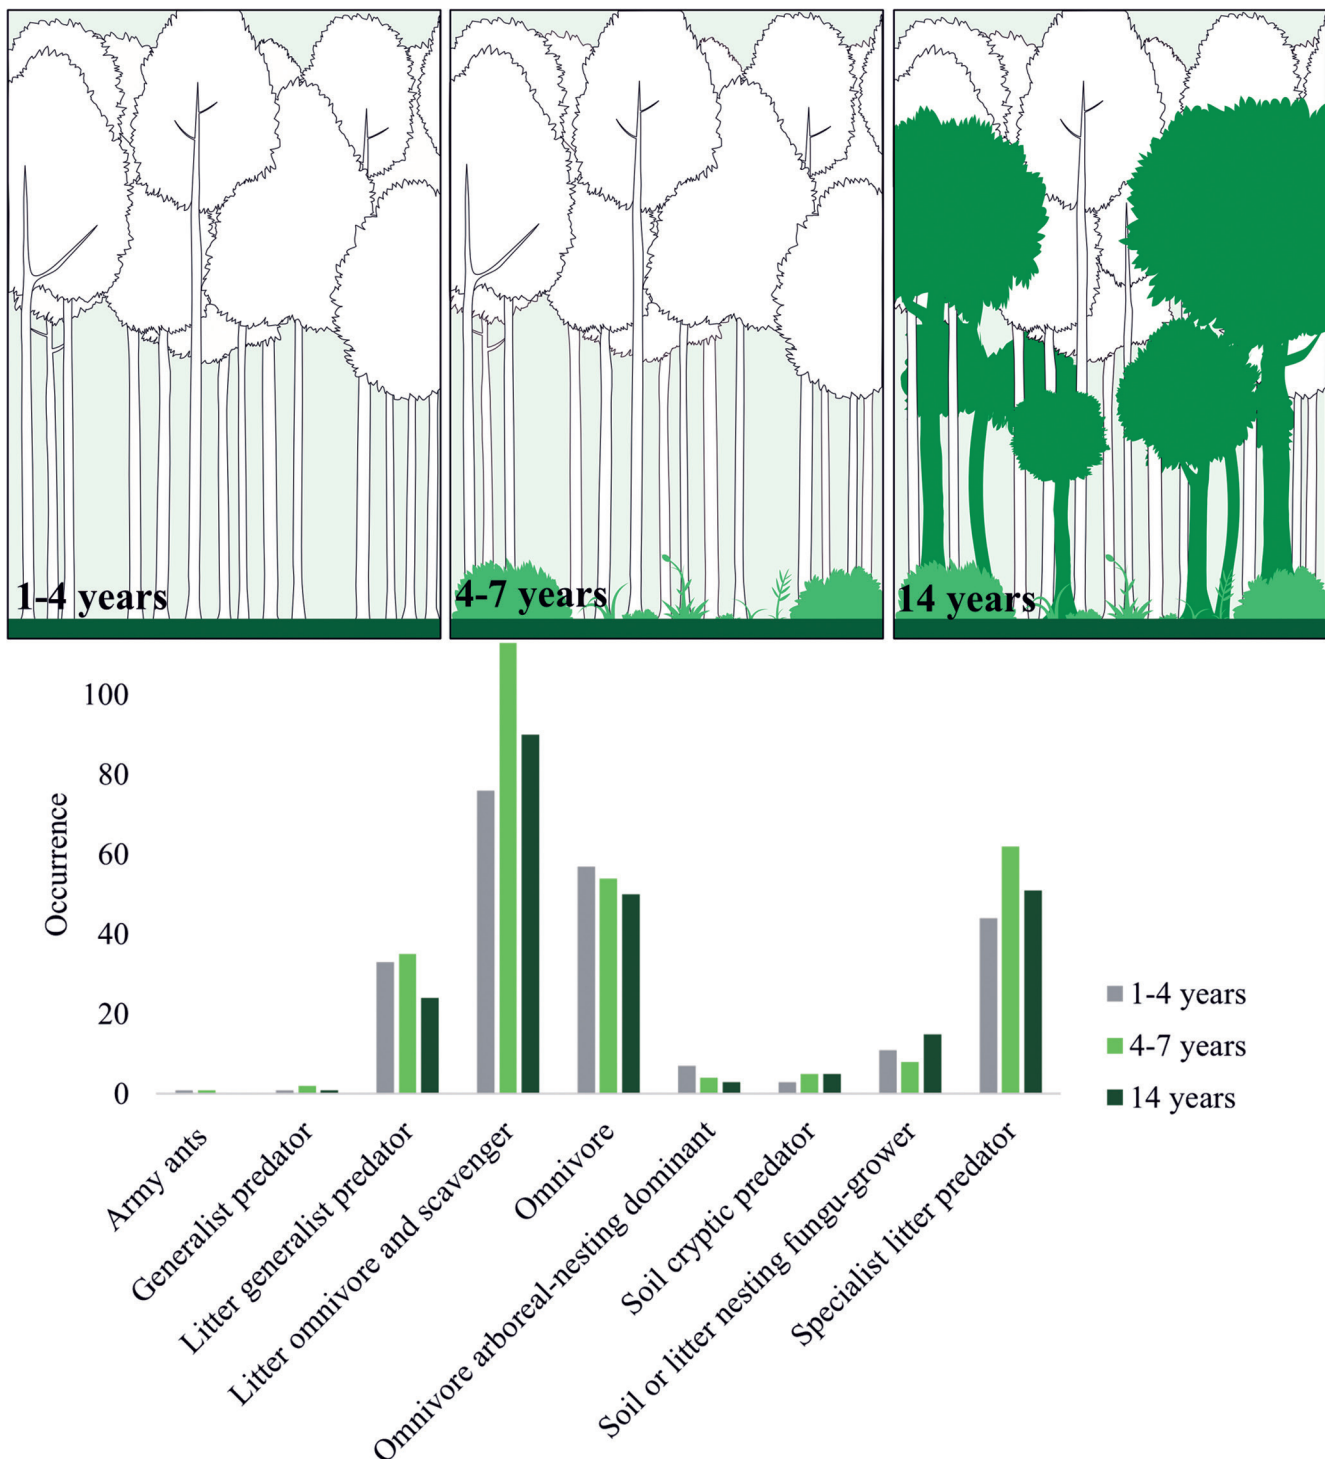 1-4 years
4-7 years
14 years
100
80
60
40
20
0
Occurrence
Army ants
Generalist predator
Litter generalist predator
Litter omnivore and scavenger
Omnivore
Omnivore arboreal-nesting dominant
Soil cryptic predator
Soil or litter nesting fungu-grower
Specialist litter predator
1-4 years
4-7 years
14 years